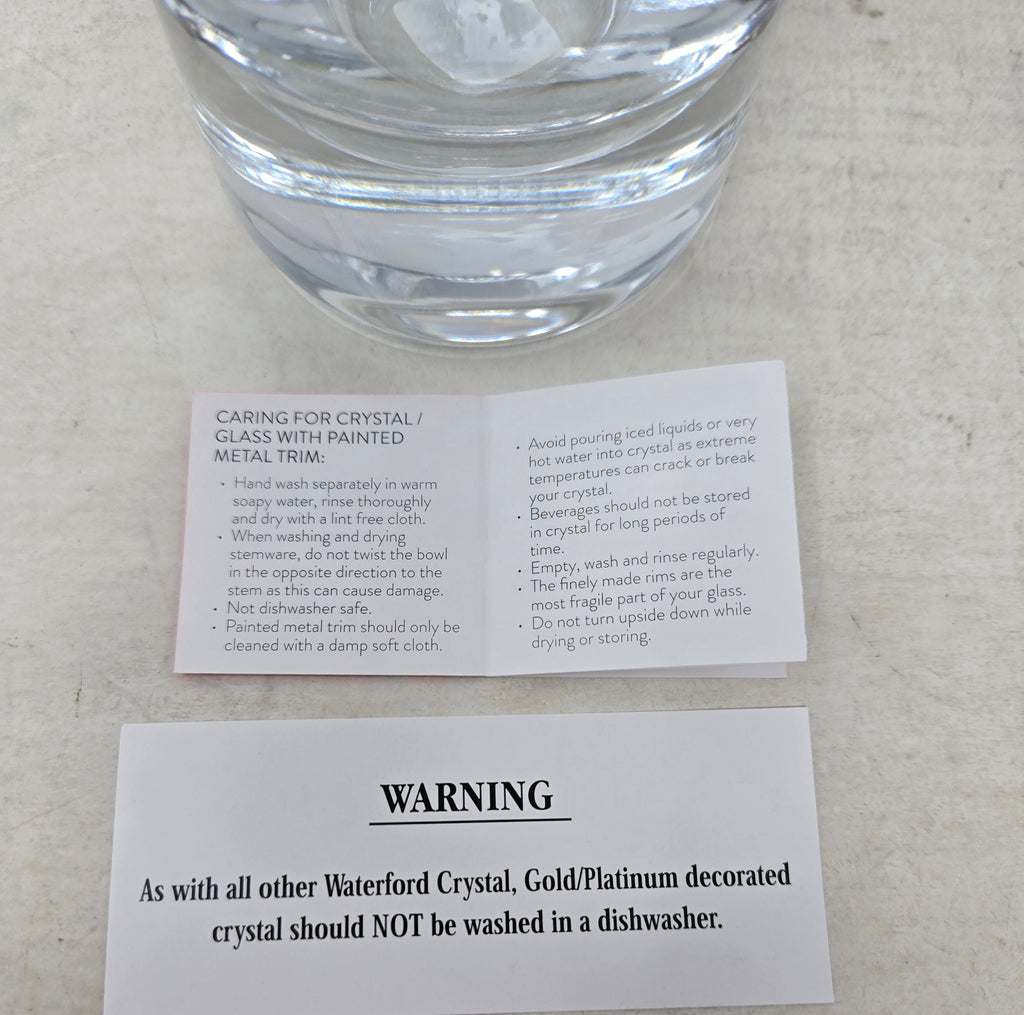 CARING FOR CRYSTAL /
GLASS WITH PAINTED
METAL TRIM:
• Hand wash separately in warm
soapy water, rinse thoroughly
and dry with a lint free cloth.
• When washing and drying
stemware, do not twist the bowl
in the opposite direction to the
stem as this can cause damage.
• Not dishwasher safe.
• Painted metal trim should only be
cleaned with a damp soft cloth.
• Avoid pouring iced liquids or very
hot water into crystal as extreme
temperatures can crack or break
your crystal.
• Beverages should not be stored
in crystal for long periods of
time.
• Empty, wash and rinse regularly.
• The finely made rims are the
most fragile part of your glass.
• Do not turn upside down while
drying or storing.
WARNING
As with all other Waterford Crystal, Gold/Platinum decorated
crystal should NOT be washed in a dishwasher.